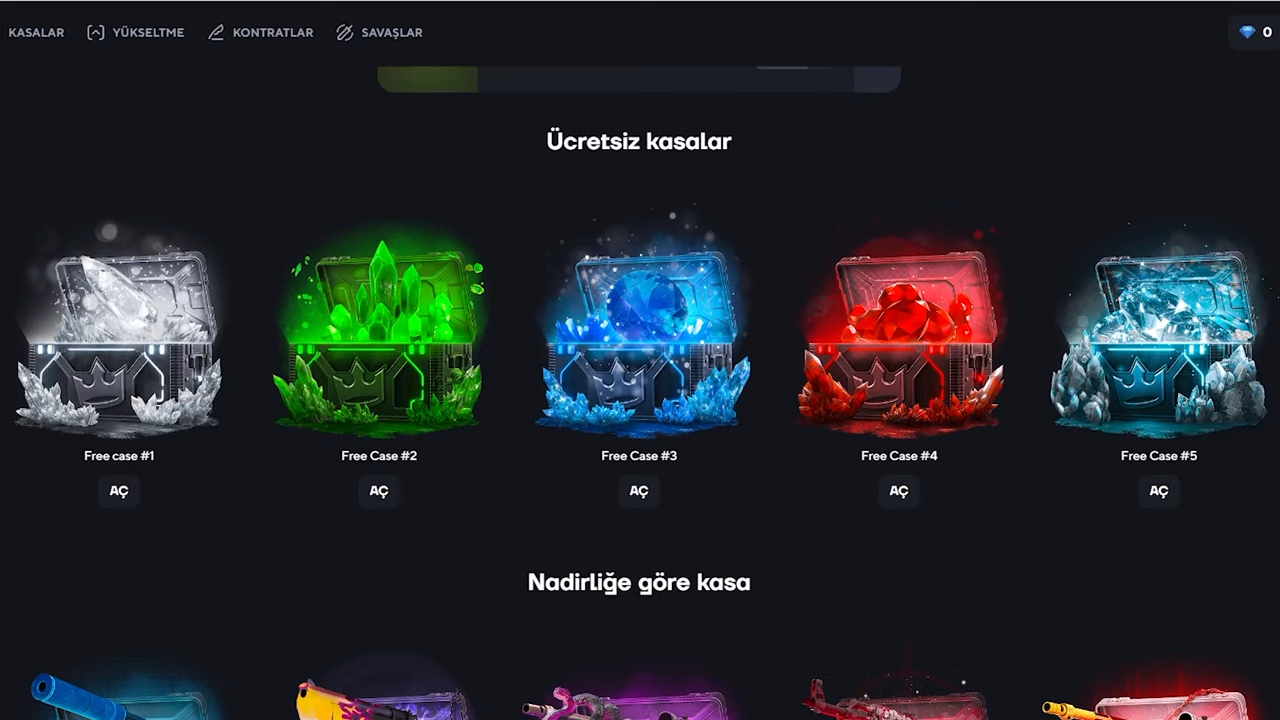 KASALAR YÜKSELTME KONTRATLAR SAVAŞLAR 0
Ücretsiz kasalar
Free case #1 Free Case #2 Free Case #3 Free Case #4 Free Case #5
AÇ AÇ AÇ AÇ AÇ
Nadirliğe göre kasa